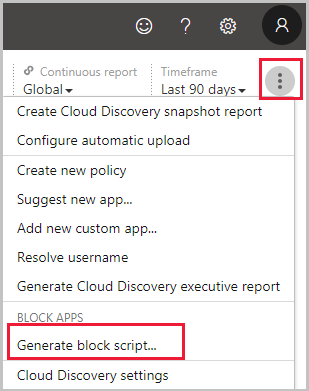 Continuous report
Timeframe
Global
Last 90 days
Create Cloud Discovery snapshot report
Configure automatic upload
Create new policy
Suggest new app...
Add new custom app...
Resolve username
Generate Cloud Discovery executive report
BLOCK APPS
Generate block script...
Cloud Discovery settings